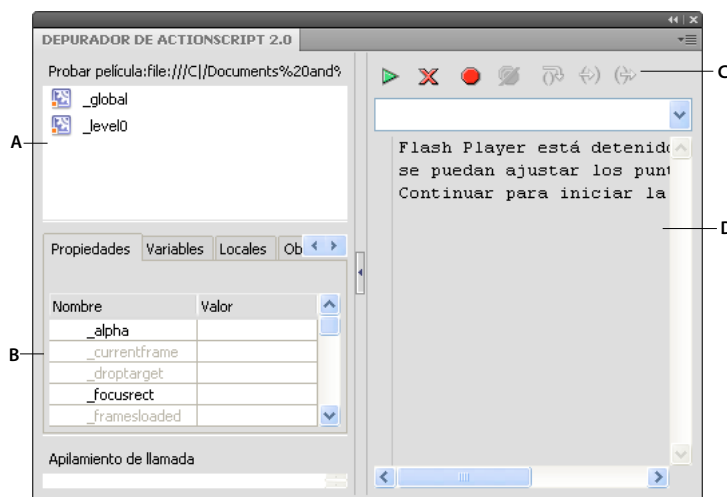 DEPURADOR DE ACTIONSCRIPT 2.0
Probar película:file:///C|/Documents%20and%
_global
_level0
A
Propiedades Variables Locales Ob
Nombre Valor
_alpha
_currentframe
_droptarget
_focusrect
_framesloaded
B
Apilamiento de llamada
C
Flash Player está detenido
se puedan ajustar los punt
Continuar para iniciar la
D